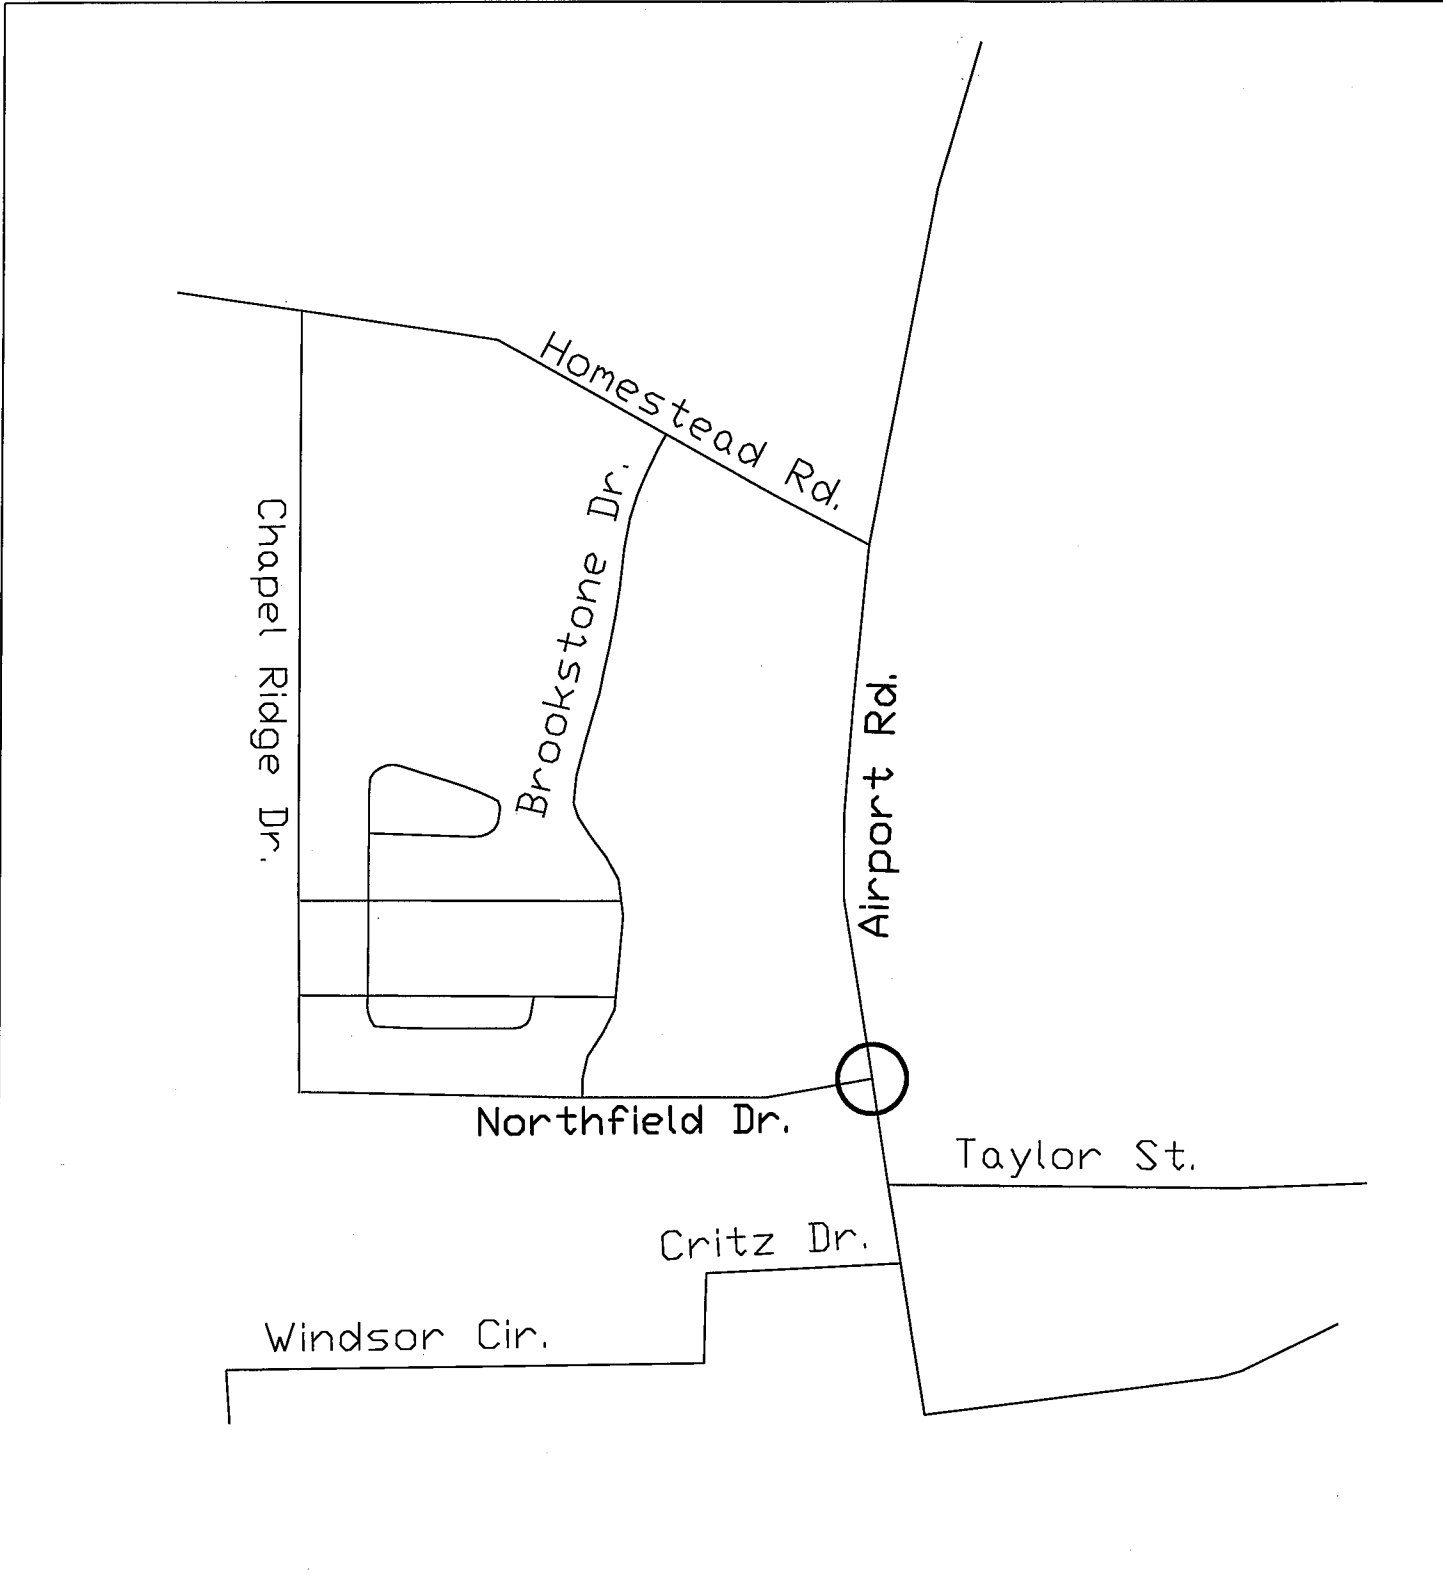 Homestead Rd.
Chapel Ridge Dr.
Brookstone Dr.
Airport Rd.
Northfield Dr.
Taylor St.
Critz Dr.
Windsor Cir.